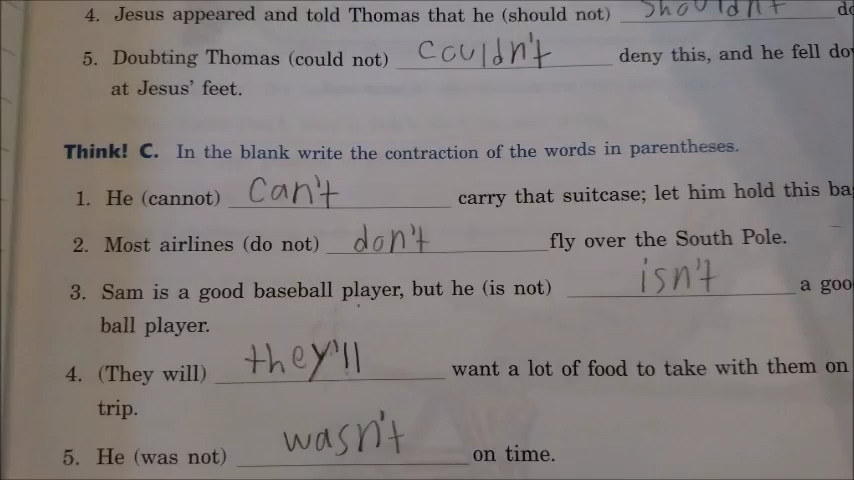 4. Jesus appeared and told Thomas that he (should not) shouldn't
5. Doubting Thomas (could not) couldn't deny this, and he fell
at Jesus' feet.
Think! C. In the blank write the contraction of the words in parentheses.
1. He (cannot) can't carry that suitcase; let him hold this
2. Most airlines (do not) don't fly over the South Pole.
3. Sam is a good baseball player, but he (is not) isn't a
ball player.
4. (They will) they'll want a lot of food to take with them on
trip.
5. He (was not) wasn't on time.